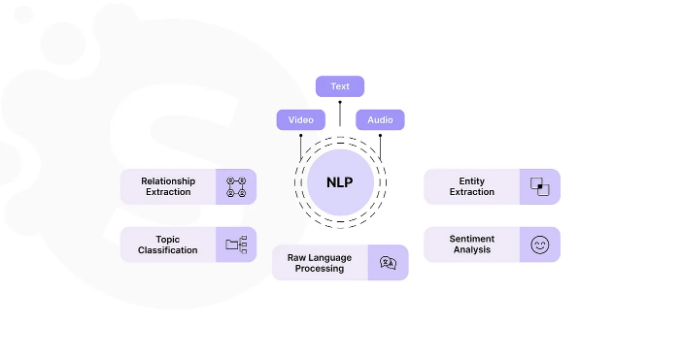 Text
Video
Audio
NLP
Relationship
Extraction
Entity
Extraction
Topic
Classification
Sentiment
Analysis
Raw Language
Processing